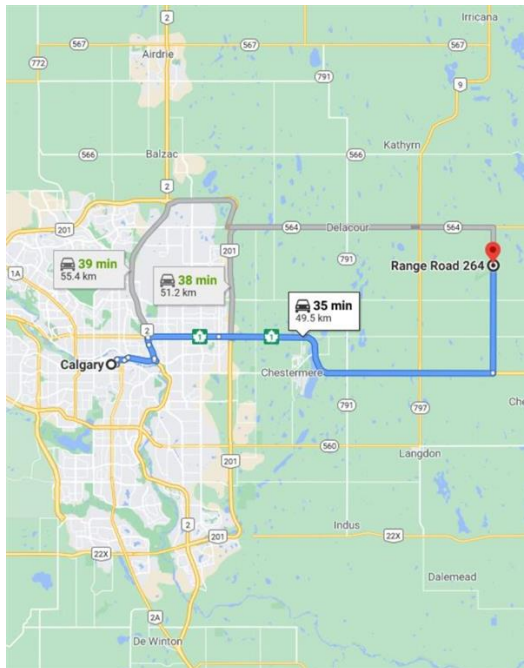 Irricana
2
567
567
567
Airdrie
772
791
9
Kathyrn
566
Balzac
566
2
201
564
Delacour
564
201
39 min
55.4 km
38 min
51.2 km
791
Range Road 264
1A
35 min
49.5 km
2
1
1
Calgary
Chestermere
791
797
Che
560
Langdon
201
Indus
2
22X
201
22X
Dalemead
2A
De Winton
2